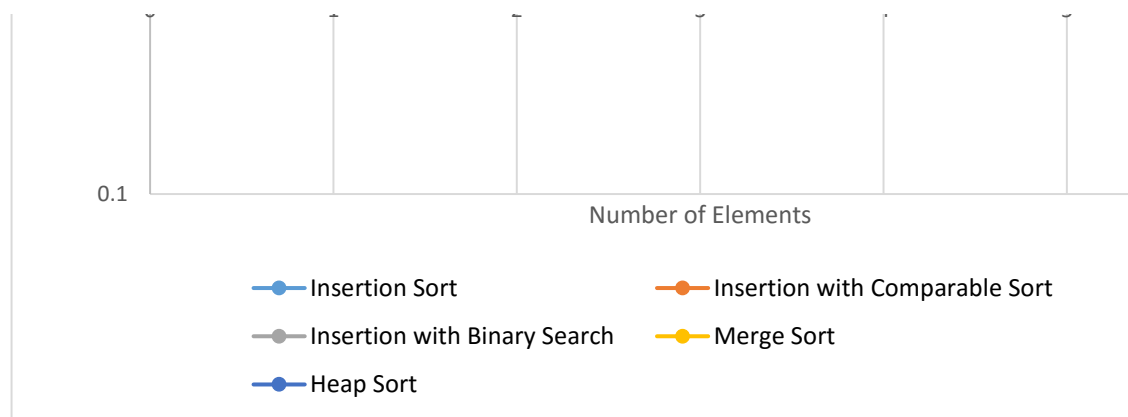 0.1
Number of Elements
Insertion Sort Insertion with Comparable Sort
Insertion with Binary Search Merge Sort
Heap Sort